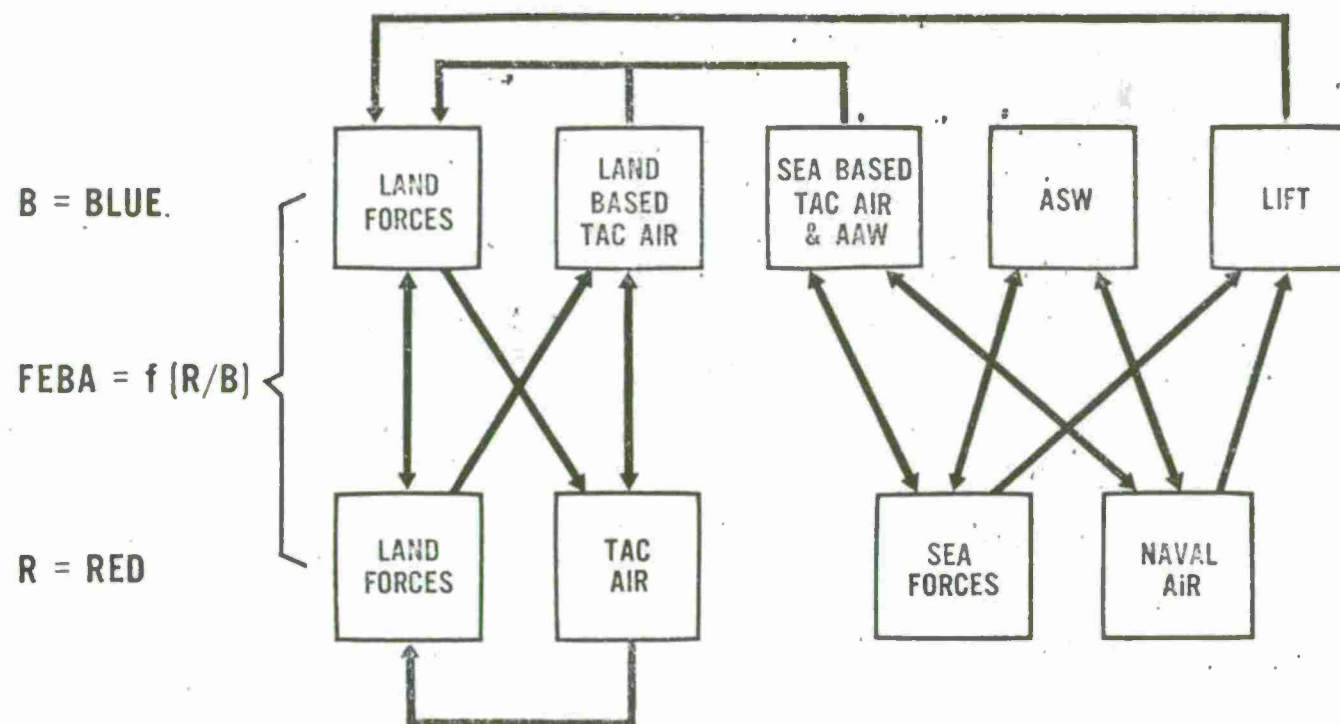 B = BLUE.
LAND
FORCES
LAND
BASED
TAC AIR
SEA BASED
TAC AIR
& AAW
ASW
LIFT
FEBA = f (R/B)
R = RED
LAND
FORCES
TAC
AIR
SEA
FORCES
NAVAL
AiR